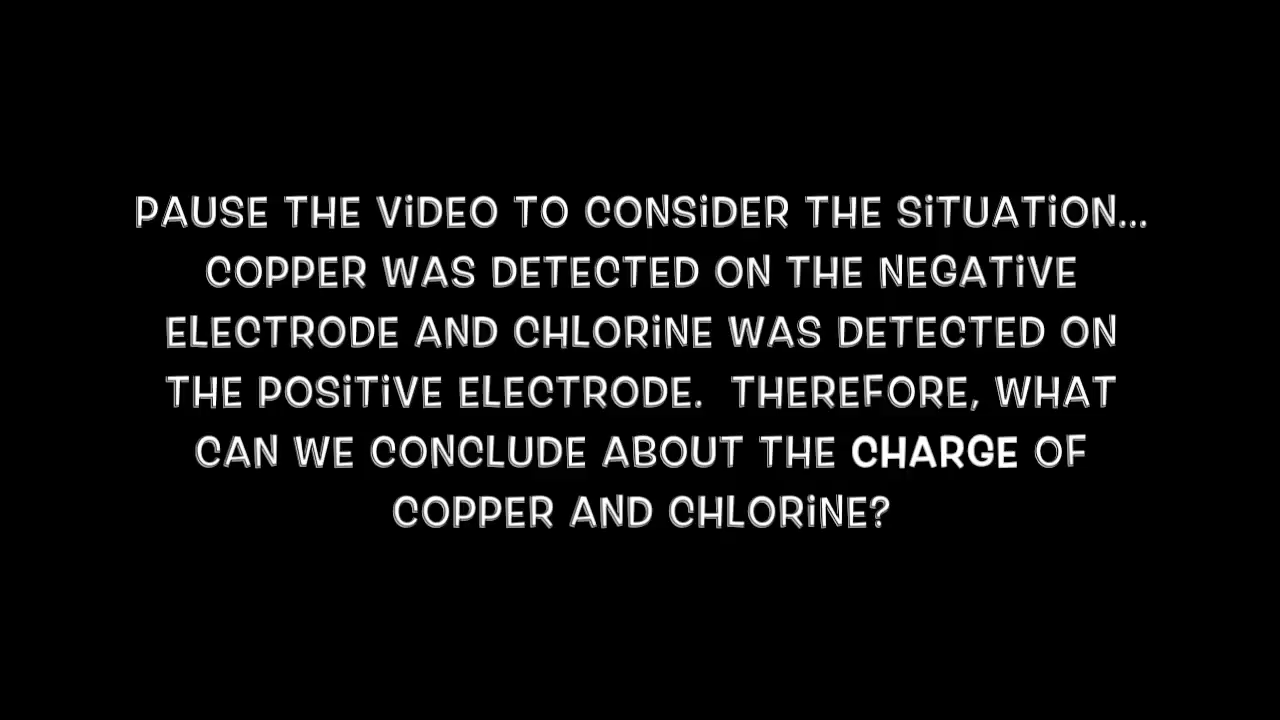 PAUSE THE ViDEO TO CONSiDER THE SiTUATiON...
COPPER WAS DETECTED ON THE NEGATiVE
ELECTRODE AND CHLORiNE WAS DETECTED ON
THE POSiTiVE ELECTRODE. THEREFORE, WHAT
CAN WE CONCLUDE ABOUT THE CHARGE OF
COPPER AND CHLORiNE?